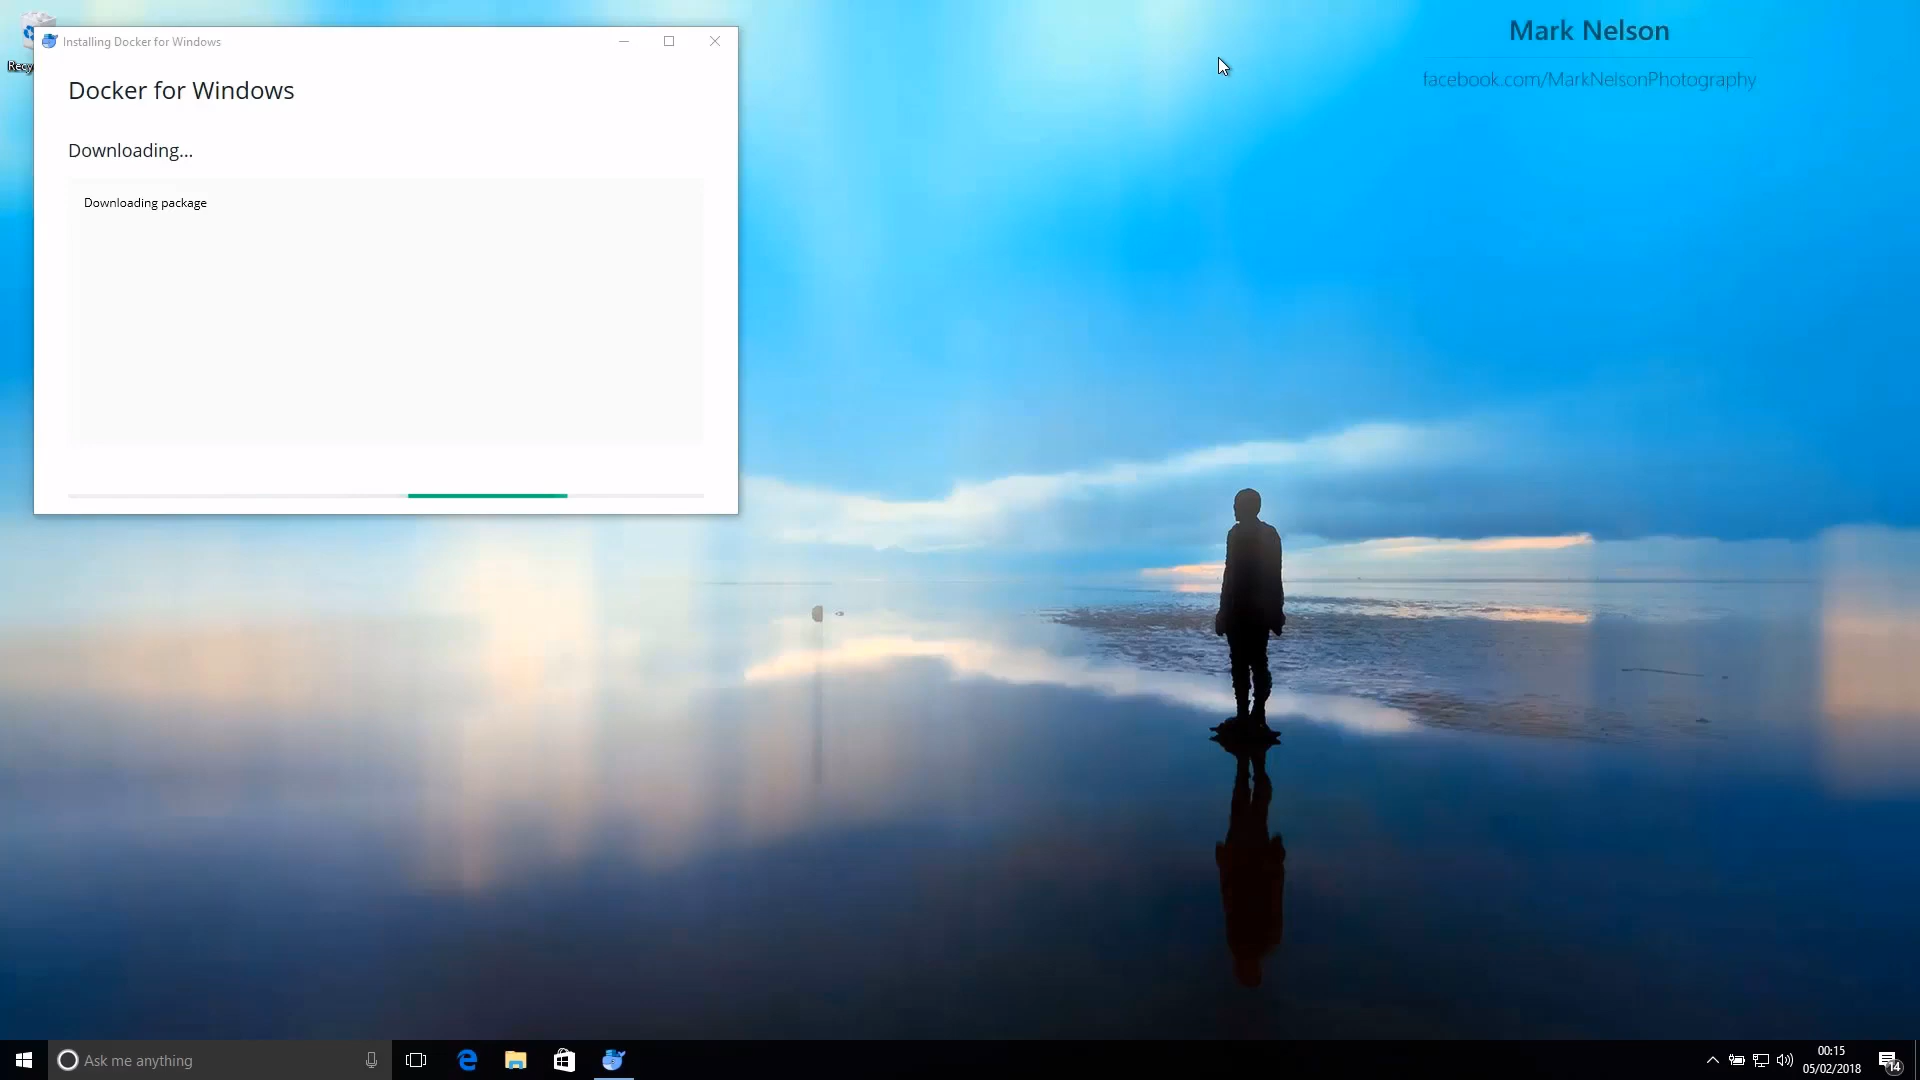 Mark Nelson
facebook.com/MarkNelsonPhotography
Recy
Installing Docker for Windows
Docker for Windows
Downloading...
Downloading package
Ask me anything
00:15
05/02/2018
14